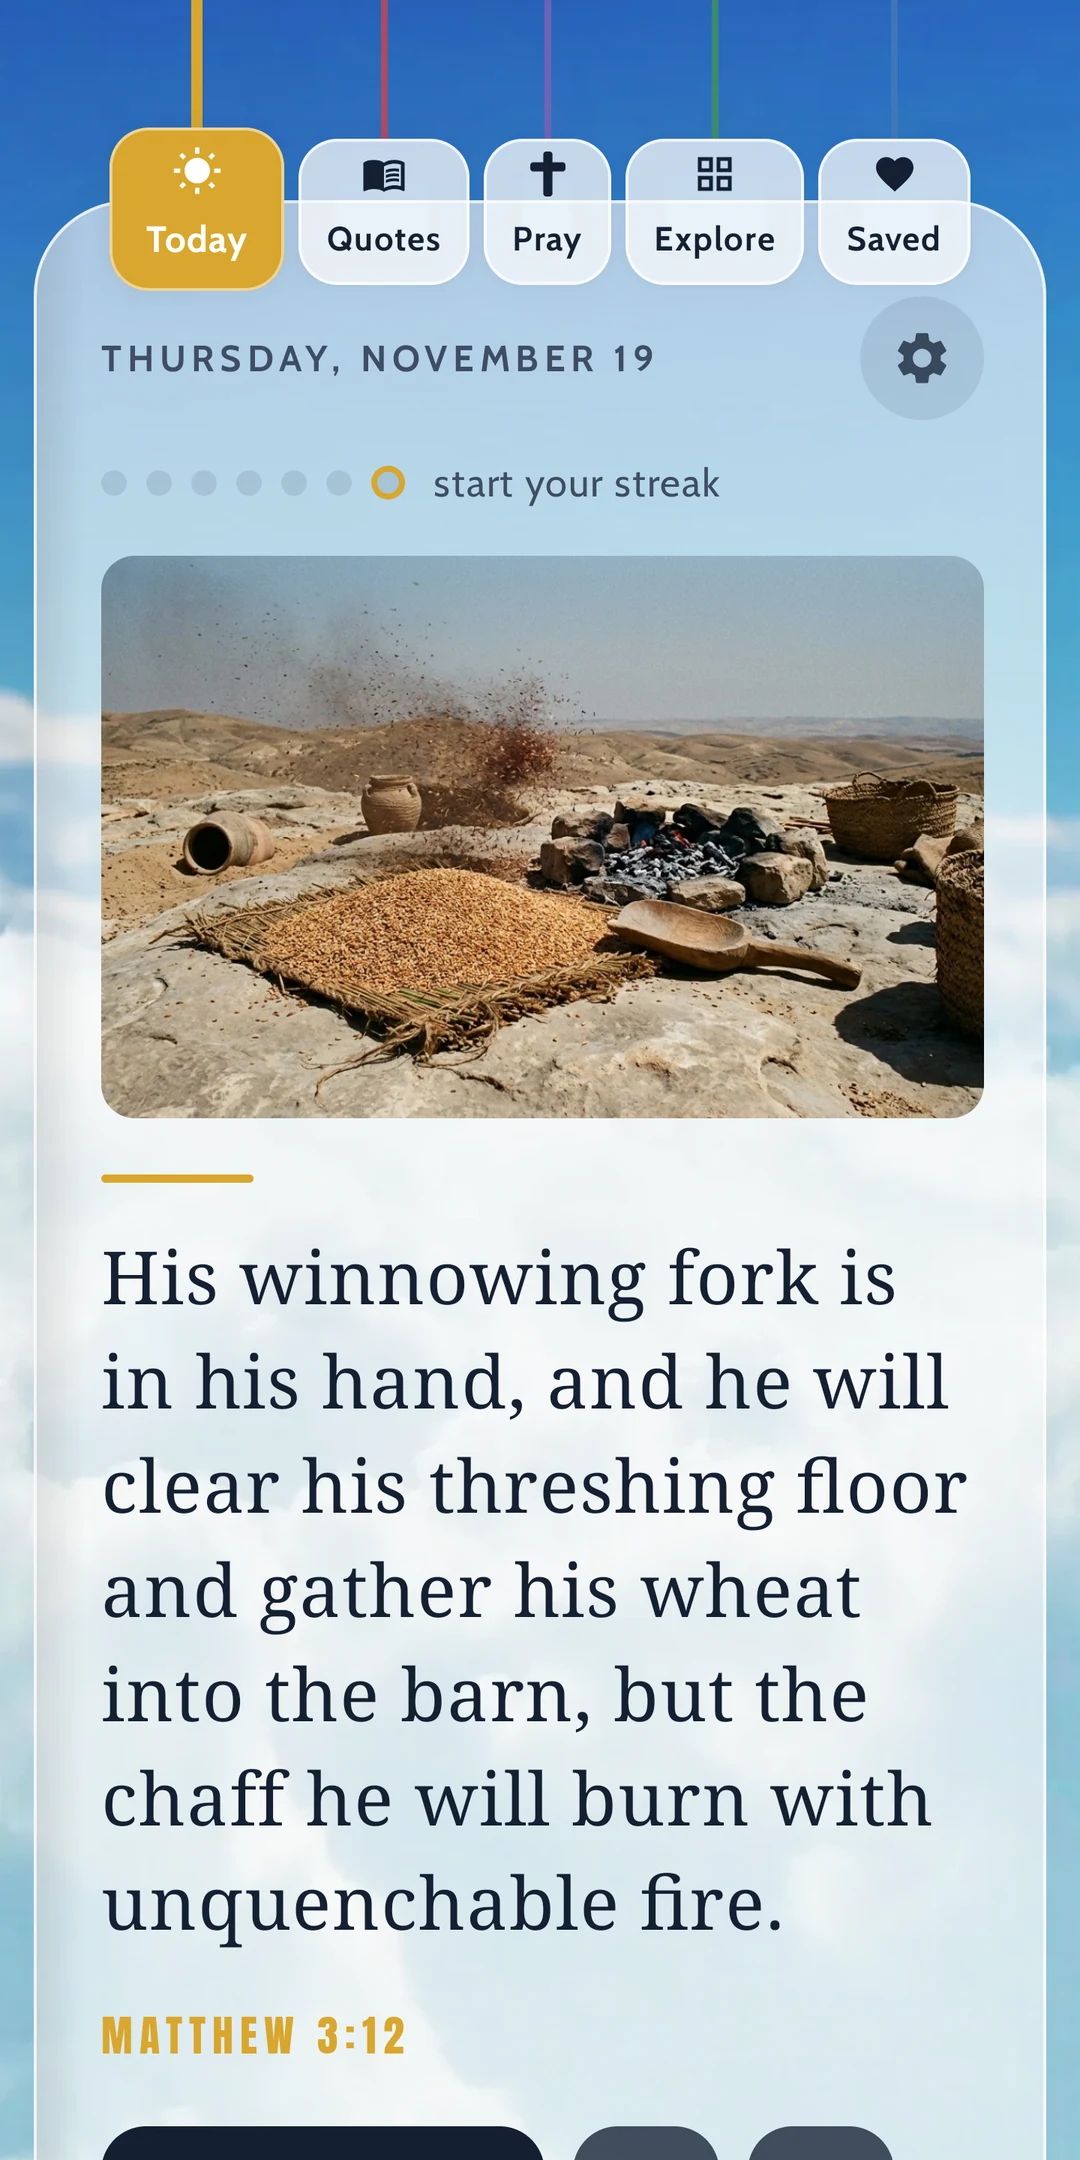 Today
Quotes
Pray
Explore
Saved
THURSDAY, NOVEMBER 19
start your streak
His winnowing fork is
in his hand, and he will
clear his threshing floor
and gather his wheat
into the barn, but the
chaff he will burn with
unquenchable fire.
MATTHEW 3:12